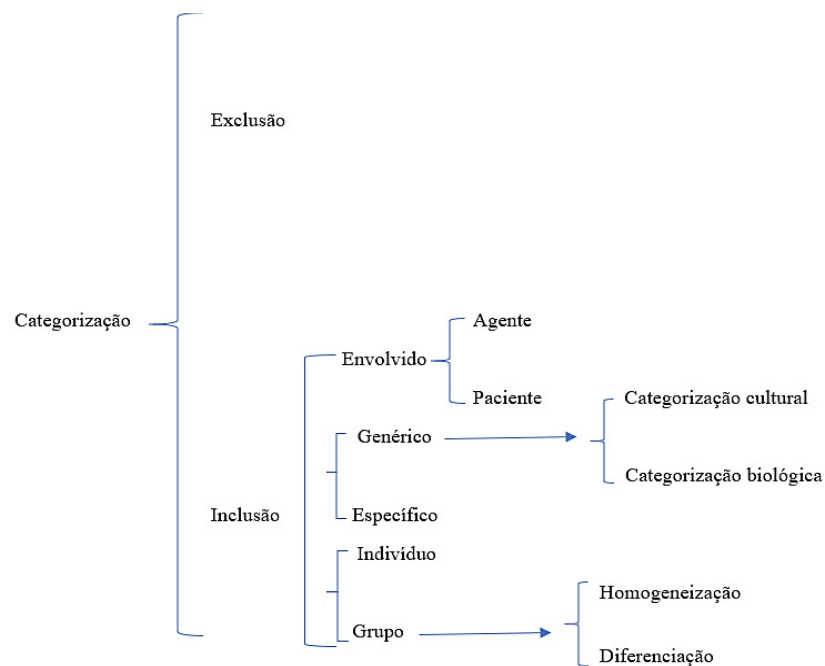 Exclusão
Categorização
Agente
Envolvido
Paciente
Categorização cultural
Genérico
Categorização biológica
Inclusão
Específico
Indivíduo
Homogeneização
Grupo
Diferenciação